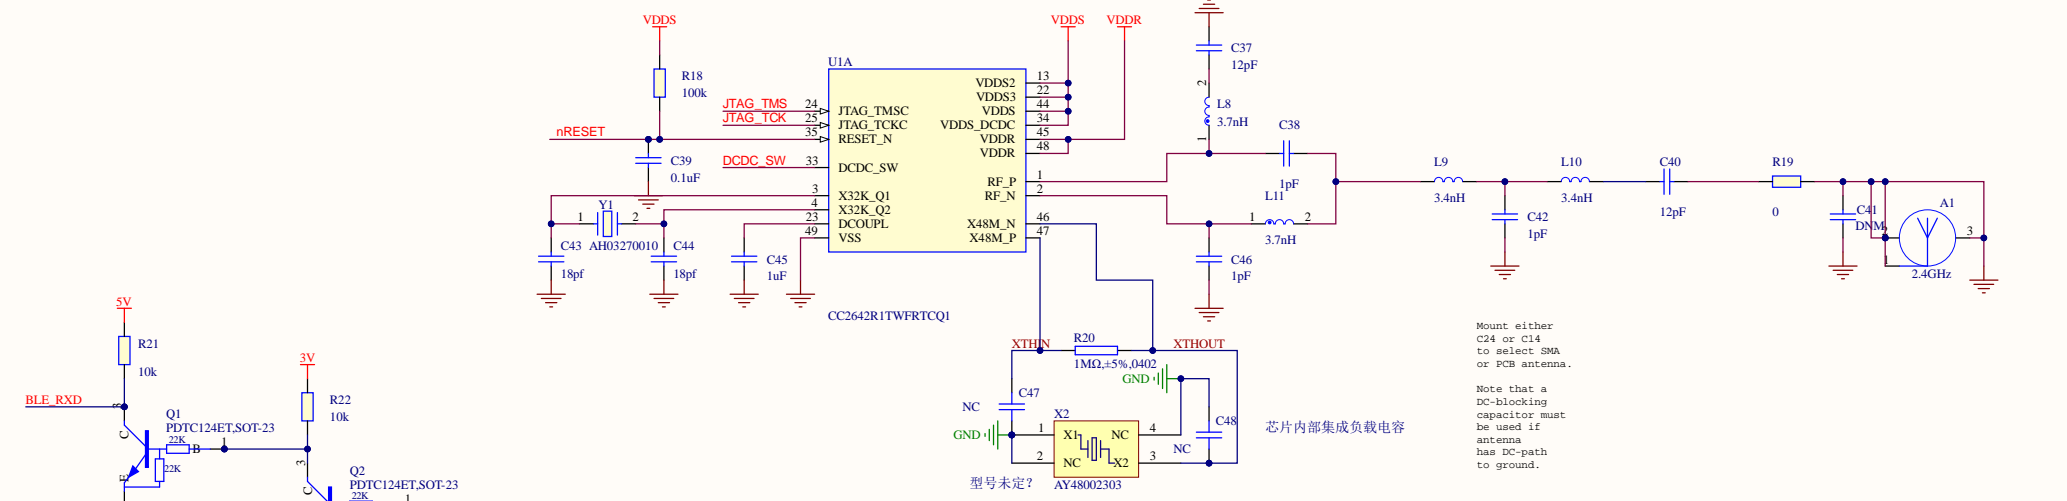 VDDS
R18
100k
JTAG_TMS
JTAG_TCK
nRESET
C39
0.1uF
DCDC_SW
U1A
24
25
35
33
3
4
23
49
JTAG_TMSC
JTAG_TCKC
RESET_N
DCDC_SW
X32K_Q1
X32K_Q2
DCOUPL
VSS
VDDS2
VDDS3
VDDS
VDDS_DCDC
VDDR
VDDR
RF_P
RF_N
X48M_N
X48M_P
13
22
44
34
45
48
1
2
46
47
CC2642R1TWFRTCQ1
VDDS
VDDR
Y1
1
2
AH03270010
C43
18pf
C44
18pf
C45
1uF
C37
12pF
2
L8
3.7nH
1
C38
1pF
L11
1
2
3.7nH
C46
1pF
L9
3.4nH
C42
1pF
L10
3.4nH
C40
12pF
R19
0
C41
DNM
A1
2
3
1
2.4GHz
XTHIN
R20
XTHOUT
1MΩ,±5%,0402
GND
C47
NC
GND
X2
1
2
X1
NC
NC
X2
4
3
AY48002303
C48
NC
型号未定?
芯片内部集成负载电容
Mount either
C24 or C14
to select SMA
or PCB antenna.
Note that a
DC-blocking
capacitor must
be used if
antenna
has DC-path
to ground.
5V
R21
10k
BLE_RXD
3
C
E
Q1
PDTC124ET,SOT-23
22K
B
1
22K
3V
R22
10k
3
C
Q2
PDTC124ET,SOT-23
22K
1